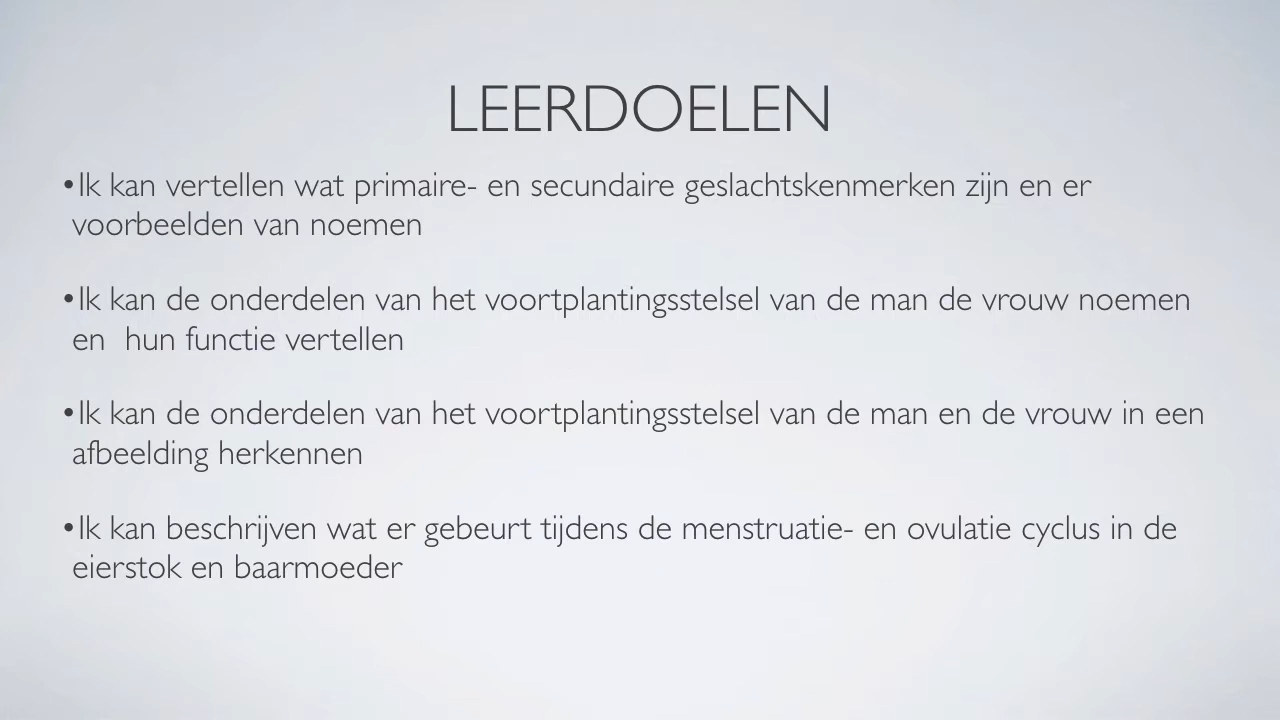 LEERDOELEN
•Ik kan vertellen wat primaire- en secundaire geslachtskenmerken zijn en er
voorbeelden van noemen
•Ik kan de onderdelen van het voortplantingsstelsel van de man de vrouw noemen
en  hun functie vertellen
•Ik kan de onderdelen van het voortplantingsstelsel van de man en de vrouw in een
afbeelding herkennen
•Ik kan beschrijven wat er gebeurt tijdens de menstruatie- en ovulatie cyclus in de
eierstok en baarmoeder